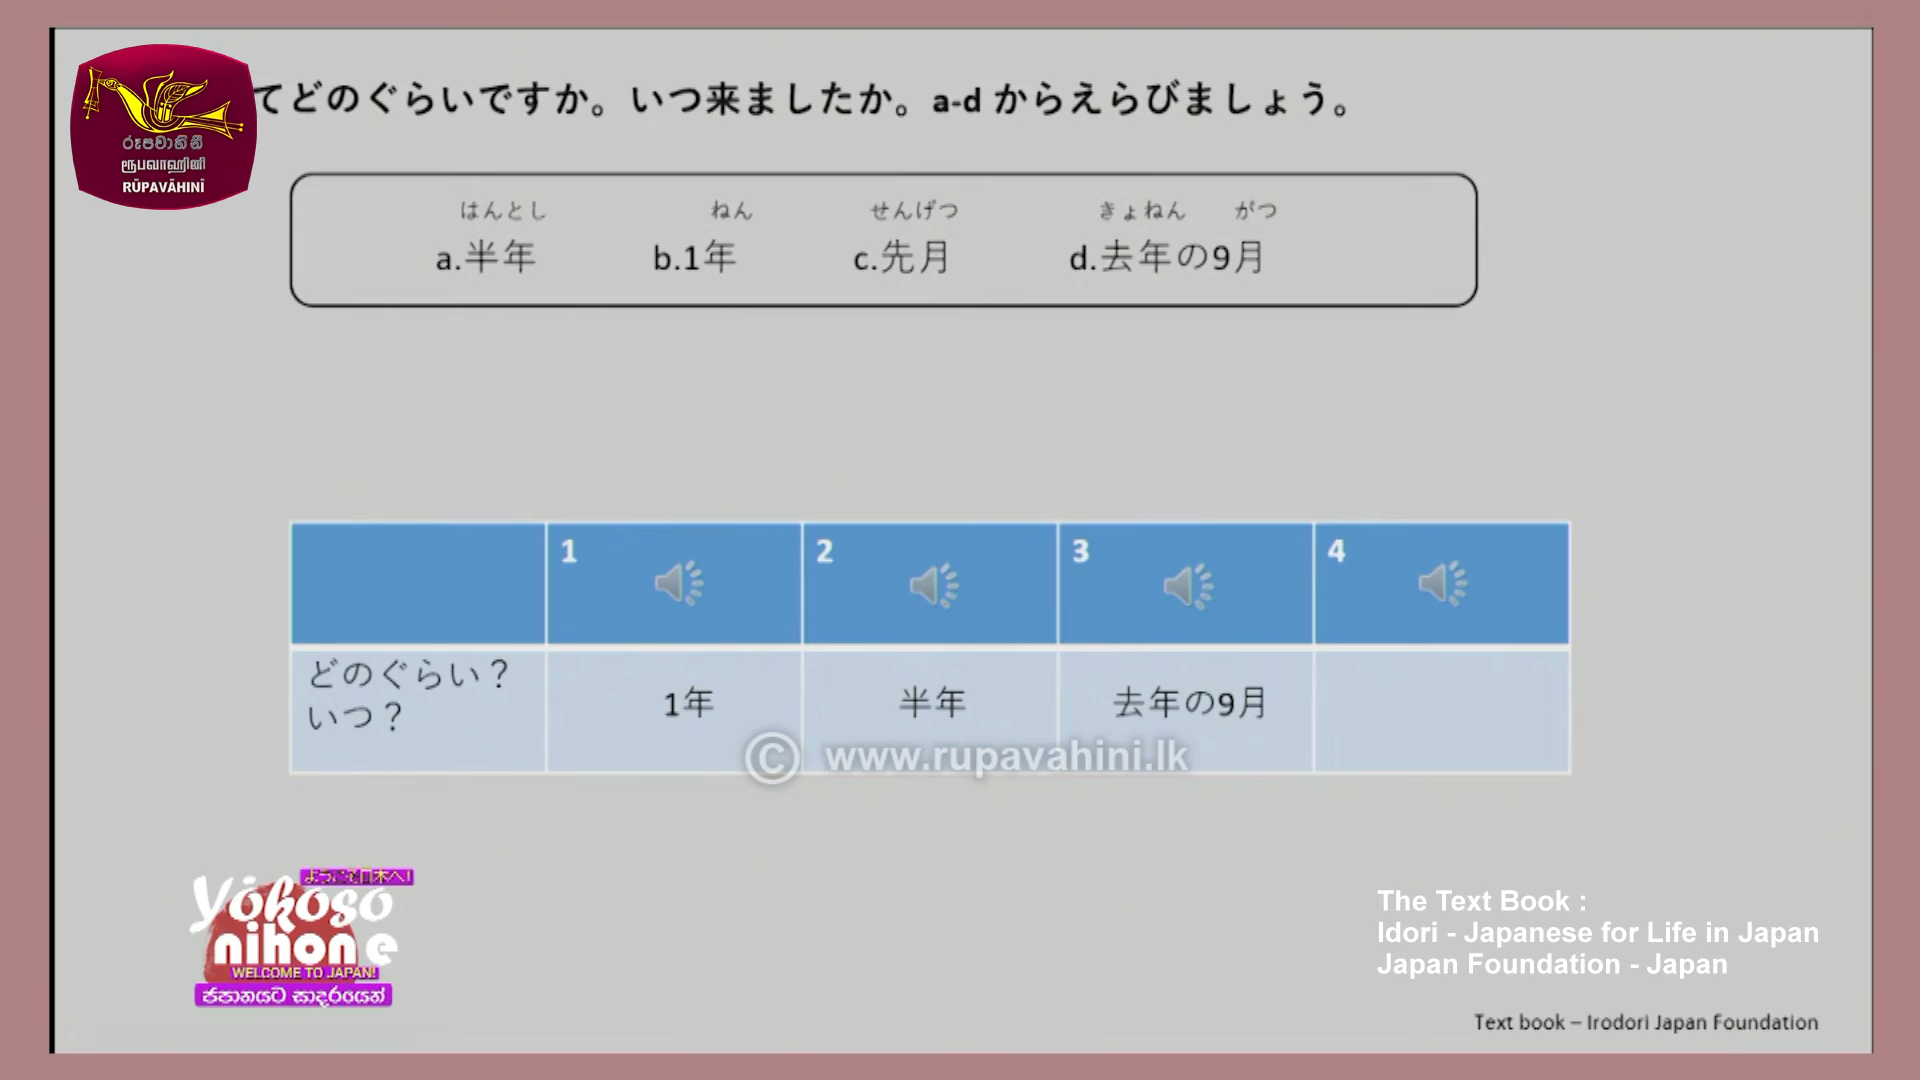 てどのぐらいですか。いつ来ましたか。a-d からえらびましょう。
රූපවාහිනී
ரூபவாஹினி
RŪPAVĀHINĪ
はんとし ねん せんげつ きょねん がつ
a.半年 b.1年 c.先月 d.去年の9月
1 2 3 4
どのぐらい？
いつ？
1年 半年 去年の9月
© www.rupavahini.lk
ようこそ日本へ!
yōkoso
nihon e
WELCOME TO JAPAN!
ජපානයට සාදරයෙන්
The Text Book :
Idori - Japanese for Life in Japan
Japan Foundation - Japan
Text book – Irodori Japan Foundation